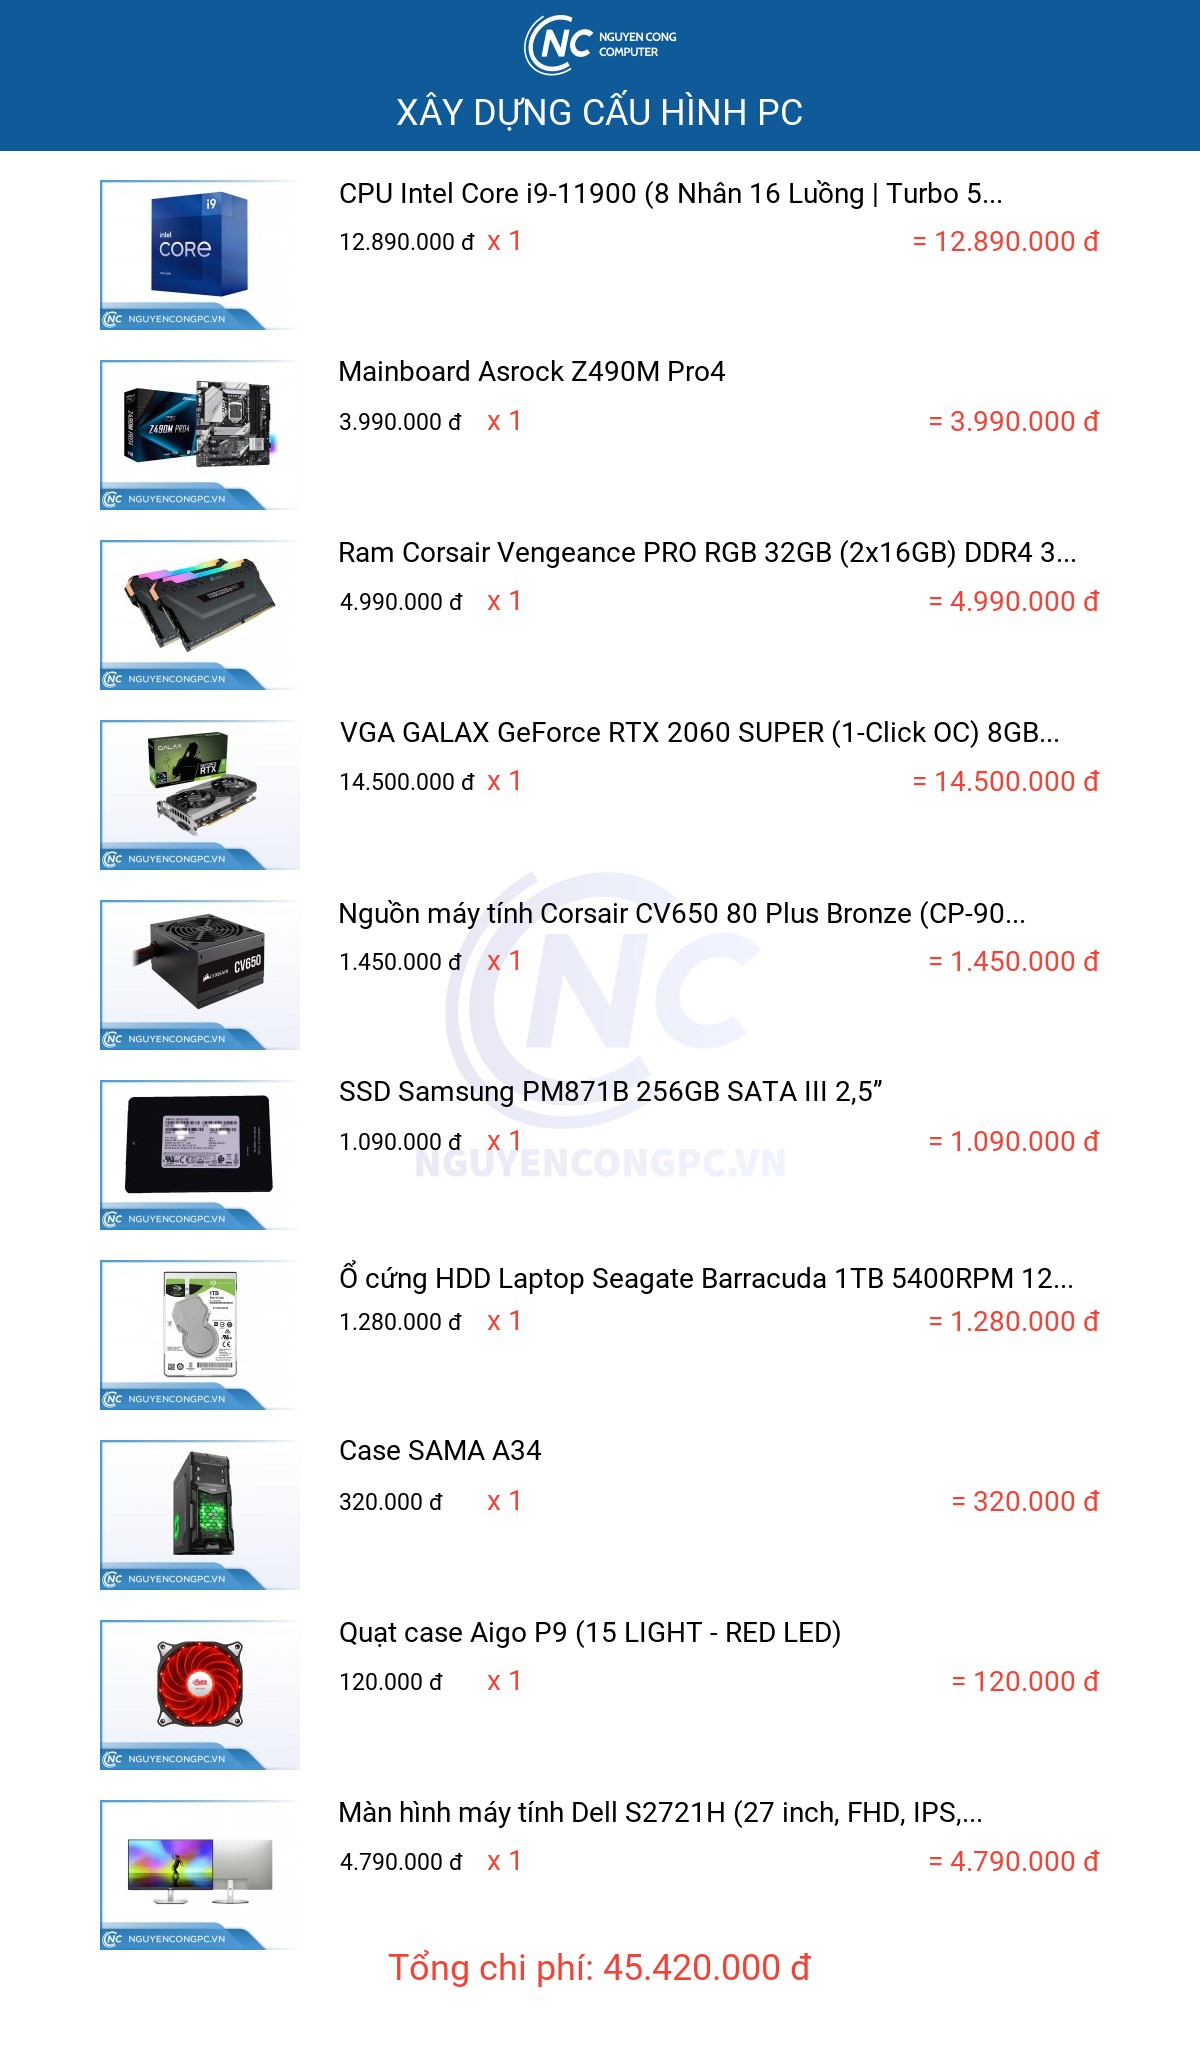 NC NGUYEN CONG
COMPUTER
XÂY DỰNG CẤU HÌNH PC
CPU Intel Core i9-11900 (8 Nhân 16 Luồng | Turbo 5...
12.890.000 đ x 1 = 12.890.000 đ
intel
CORE
i9
NC NGUYENCONGPC.VN
Mainboard Asrock Z490M Pro4
3.990.000 đ x 1 = 3.990.000 đ
Z490M PRO4
NC NGUYENCONGPC.VN
Ram Corsair Vengeance PRO RGB 32GB (2x16GB) DDR4 3...
4.990.000 đ x 1 = 4.990.000 đ
NC NGUYENCONGPC.VN
VGA GALAX GeForce RTX 2060 SUPER (1-Click OC) 8GB...
14.500.000 đ x 1 = 14.500.000 đ
GALAX
RTX
NC NGUYENCONGPC.VN
Nguồn máy tính Corsair CV650 80 Plus Bronze (CP-90...
1.450.000 đ x 1 = 1.450.000 đ
CORSAIR CV650
NC NGUYENCONGPC.VN
NC
NGUYENCONGPC.VN
SSD Samsung PM871B 256GB SATA III 2,5”
1.090.000 đ x 1 = 1.090.000 đ
NC NGUYENCONGPC.VN
Ổ cứng HDD Laptop Seagate Barracuda 1TB 5400RPM 12...
1.280.000 đ x 1 = 1.280.000 đ
1TB
NC NGUYENCONGPC.VN
Case SAMA A34
320.000 đ x 1 = 320.000 đ
NC NGUYENCONGPC.VN
Quạt case Aigo P9 (15 LIGHT - RED LED)
120.000 đ x 1 = 120.000 đ
NC NGUYENCONGPC.VN
Màn hình máy tính Dell S2721H (27 inch, FHD, IPS,...
4.790.000 đ x 1 = 4.790.000 đ
NC NGUYENCONGPC.VN
Tổng chi phí: 45.420.000 đ